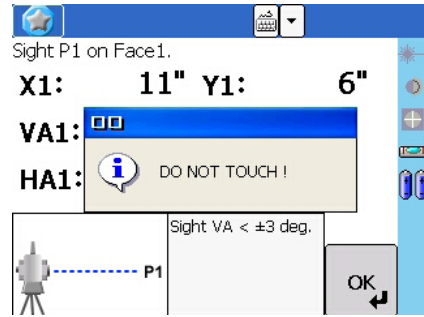 Sight P1 on Face1.
X1: 11" Y1: 6"
VA1:
HA1:
DO NOT TOUCH !
Sight VA < ±3 deg.
P1
OK